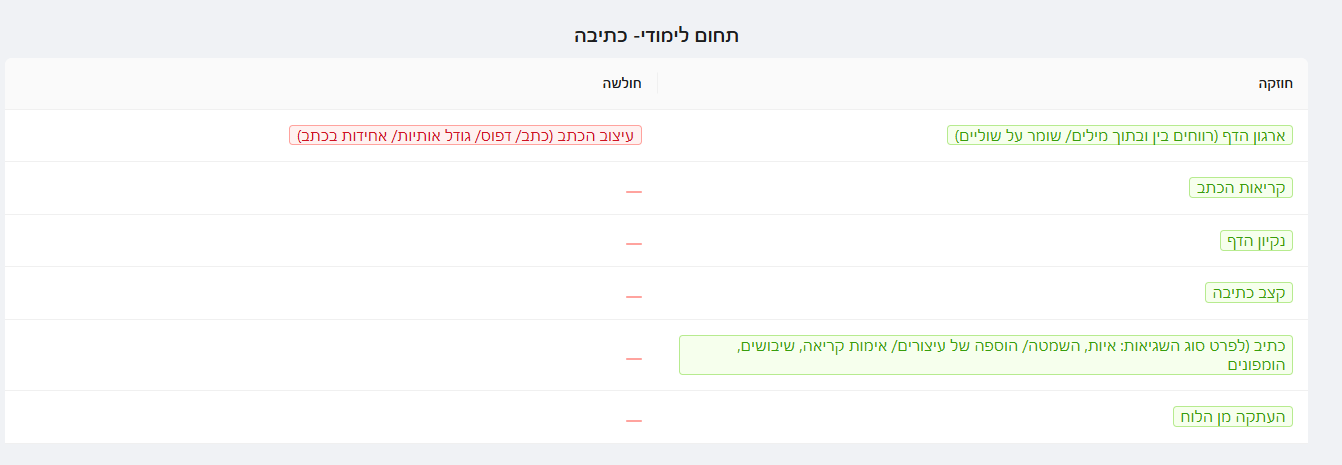 תחום לימודי- כתיבה
חוזקה
חולשה
ארגון הדף (רווחים בין ובתוך מילים/ שומר על שוליים)
עיצוב הכתב (כתב/ דפוס/ גודל אותיות/ אחידות בכתב)
קריאות הכתב
—
נקיון הדף
—
קצב כתיבה
—
כתיב (לפרט סוג השגיאות: איות, השמטה/ הוספה של עיצורים/ אימות קריאה, שיבושים,
הומפונים
—
העתקה מן הלוח
—